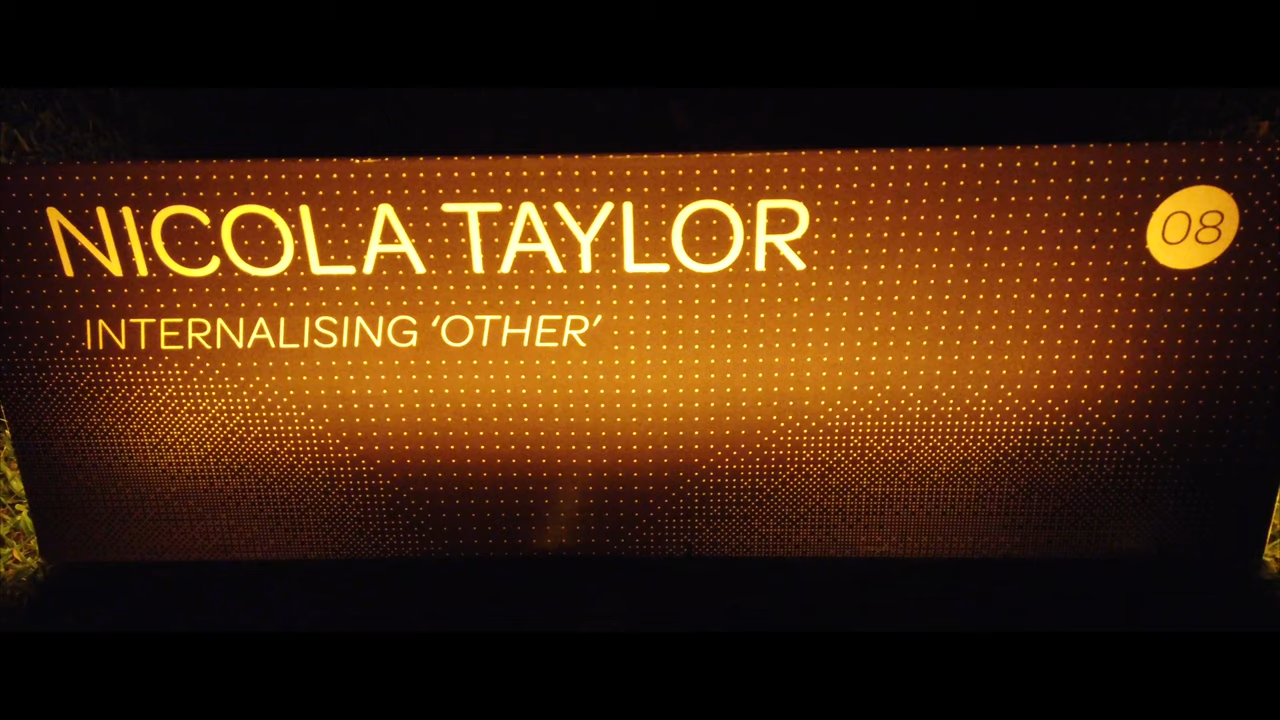 NICOLA TAYLOR
08
INTERNALISING ‘OTHER’